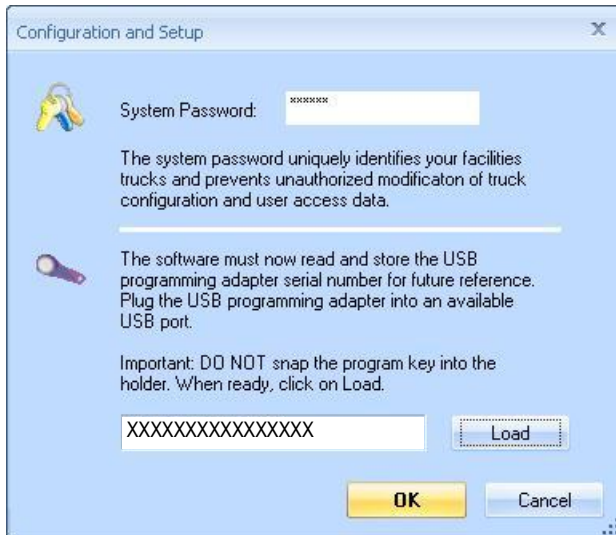 Configuration and Setup
X
System Password:
xxxxxx
The system password uniquely identifies your facilities
trucks and prevents unauthorized modificaton of truck
configuration and user access data.
The software must now read and store the USB
programming adapter serial number for future reference.
Plug the USB programming adapter into an available
USB port.
Important: DO NOT snap the program key into the
holder. When ready, click on Load.
XXXXXXXXXXXXXXXX
Load
OK
Cancel